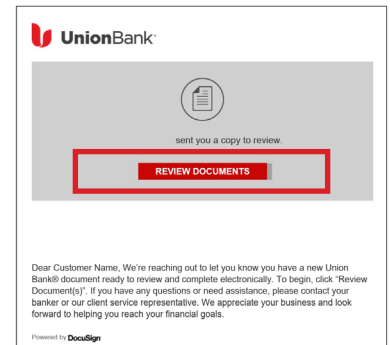 UnionBank®
sent you a copy to review.
REVIEW DOCUMENTS
Dear Customer Name, We're reaching out to let you know you have a new Union
Bank® document ready to review and complete electronically. To begin, click "Review
Document(s)". If you have any questions or need assistance, please contact your
banker or our client service representative. We appreciate your business and look
forward to helping you reach your financial goals.
Powered by DocuSign